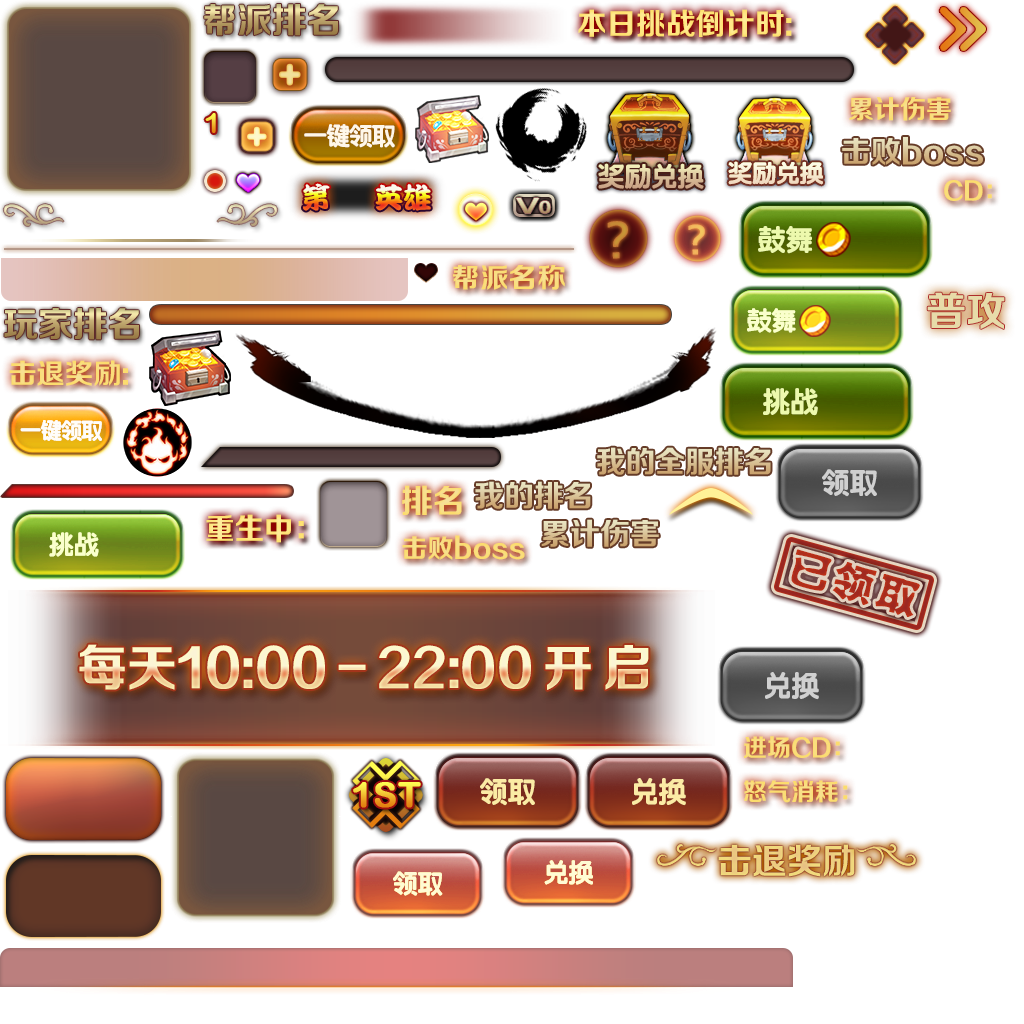 帮派排名
本日挑战倒计时:
1
一键领取
奖励兑换
奖励兑换
累计伤害
击败boss
CD:
第 英雄
V0
?
?
鼓舞
帮派名称
玩家排名
鼓舞
普攻
击退奖励:
挑战
一键领取
我的全服排名
领取
排名
我的排名
重生中:
累计伤害
击败boss
挑战
已领取
每天10:00-22:00开启
兑换
进场CD:
1ST
领取
兑换
怒气消耗:
击退奖励
领取
兑换